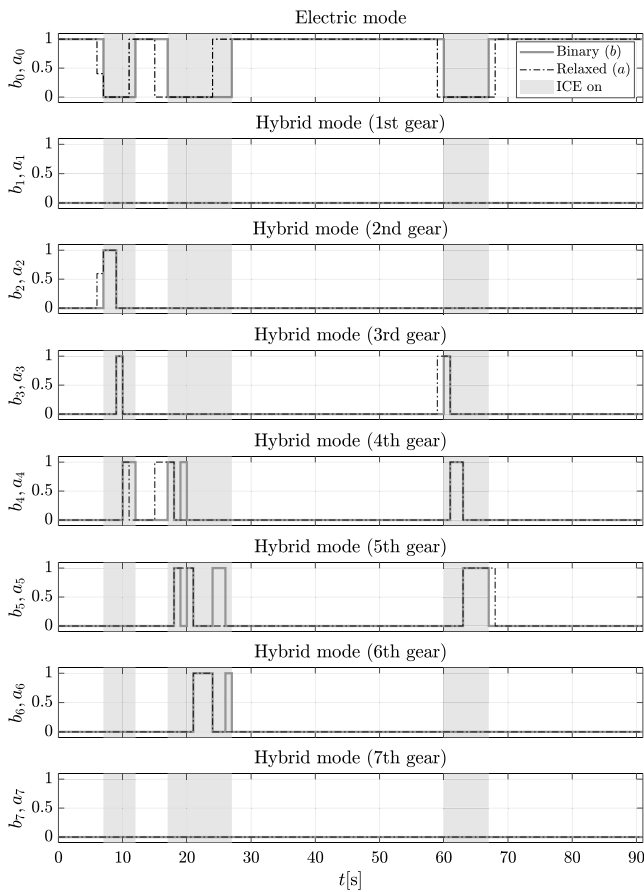 Electric mode
b0, a0
1
0.5
0
Binary (b)
Relaxed (a)
ICE on
Hybrid mode (1st gear)
b1, a1
1
0.5
0
Hybrid mode (2nd gear)
b2, a2
1
0.5
0
Hybrid mode (3rd gear)
b3, a3
1
0.5
0
Hybrid mode (4th gear)
b4, a4
1
0.5
0
Hybrid mode (5th gear)
b5, a5
1
0.5
0
Hybrid mode (6th gear)
b6, a6
1
0.5
0
Hybrid mode (7th gear)
b7, a7
1
0.5
0
0 10 20 30 40 50 60 70 80 90
t[s]